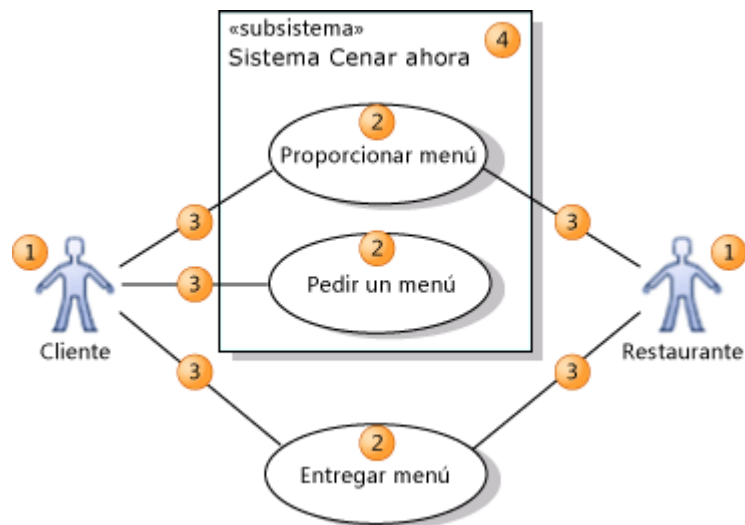 «subsistema»
Sistema Cenar ahora
4
2
Proporcionar menú
3
3
1
1
2
3
Pedir un menú
Cliente
Restaurante
3
3
2
Entregar menú